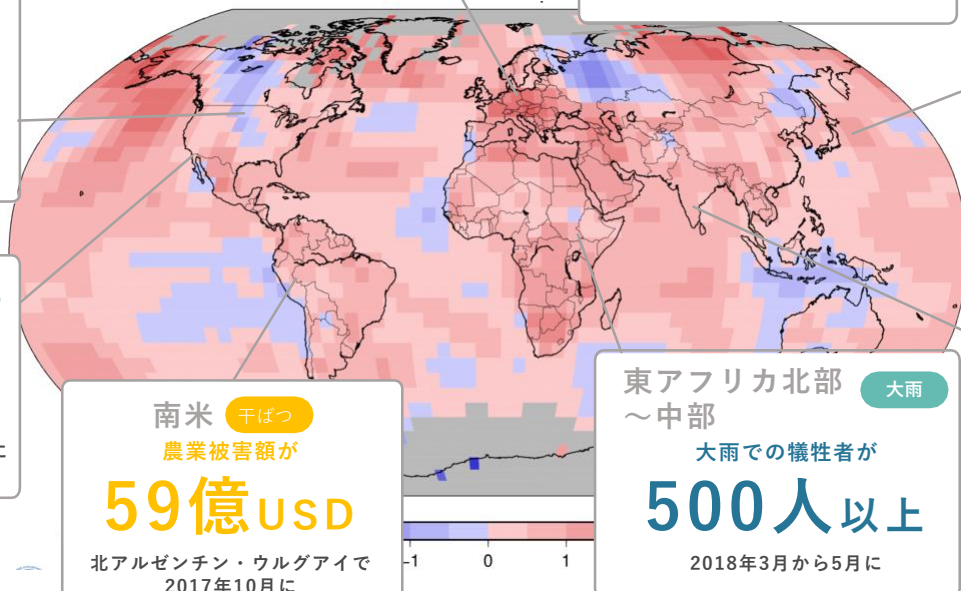 南米 干ばつ
農業被害額が
59億USD
北アルゼンチン・ウルグアイで
2017年10月に
東アフリカ北部
～中部
大雨
大雨での犠牲者が
500人以上
2018年3月から5月に
-1 0 1
に